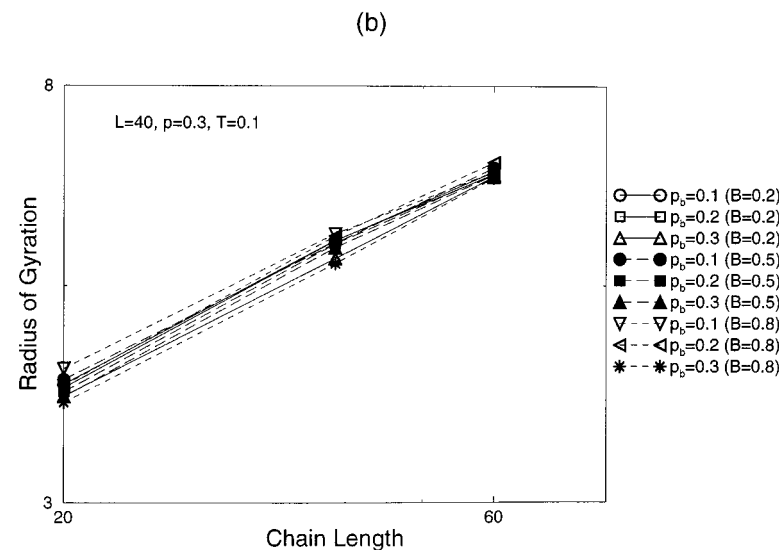 (b)
8
L=40, p=0.3, T=0.1
Radius of Gyration
3
20
60
Chain Length
p_b=0.1 (B=0.2)
p_b=0.2 (B=0.2)
p_b=0.3 (B=0.2)
p_b=0.1 (B=0.5)
p_b=0.2 (B=0.5)
p_b=0.3 (B=0.5)
p_b=0.1 (B=0.8)
p_b=0.2 (B=0.8)
p_b=0.3 (B=0.8)